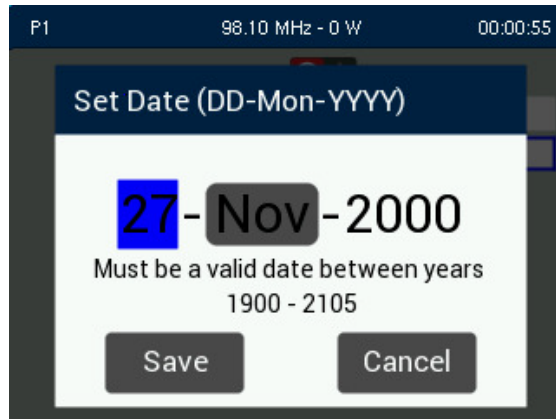 P1 98.10 MHz - 0 W 00:00:55
Set Date (DD-Mon-YYYY)
27-Nov-2000
Must be a valid date between years
1900 - 2105
Save Cancel